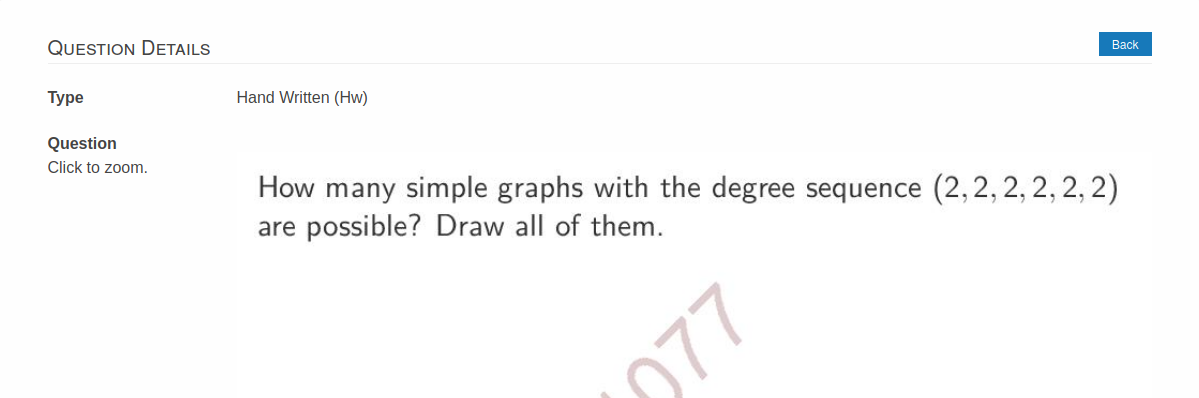 QUESTION DETAILS
Back
Type
Hand Written (Hw)
Question
Click to zoom.
How many simple graphs with the degree sequence (2, 2, 2, 2, 2, 2)
are possible? Draw all of them.
077